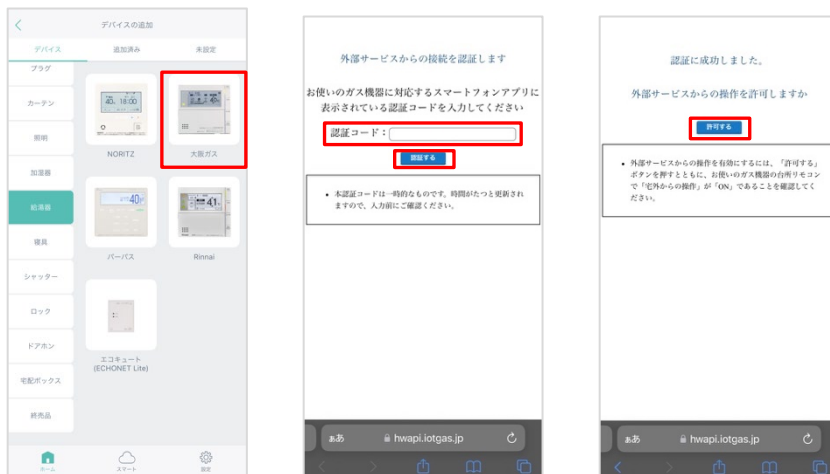 デバイスの追加
デバイス
追加済み
未設定
プラグ
カーテン
照明
加湿器
給湯器
寝具
シャッター
ロック
ドアホン
宅配ボックス
終売品
NORITZ
大阪ガス
パーパス
Rinnai
エコキュート
(ECHONET Lite)
ホーム
スマート
設定
外部サービスからの接続を認証します
お使いのガス機器に対応するスマートフォンアプリに
表示されている認証コードを入力してください
認証コード：
認証する
• 本認証コードは一時的なものです。時間がたつと更新され
ますので、入力前にご確認ください。
ぁあ
hwapi.iotgas.jp
認証に成功しました。
外部サービスからの操作を許可しますか
許可する
• 外部サービスからの操作を有効にするには、「許可する」
ボタンを押すとともに、お使いのガス機器の台所リモコン
で「宅外からの操作」が「ON」であることを確認してく
ださい。
ぁあ
hwapi.iotgas.jp